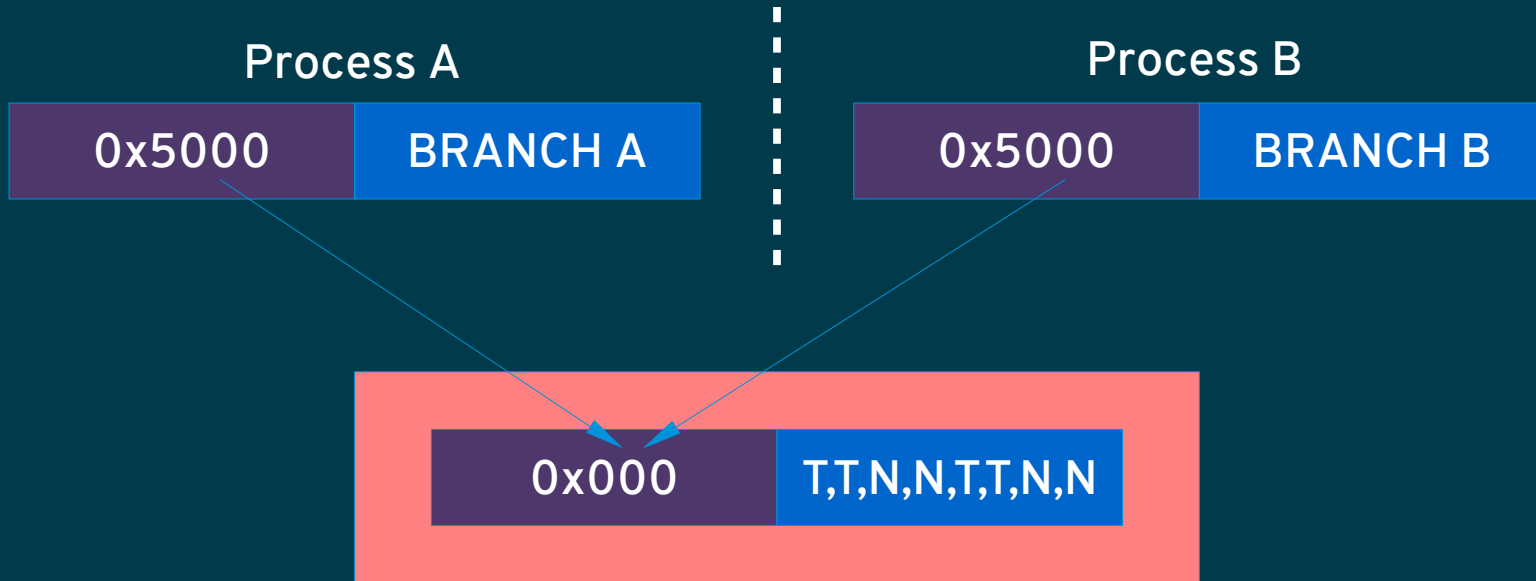 Process A
Process B
0x5000
BRANCH A
0x5000
BRANCH B
0x000
T,T,N,N,T,T,N,N